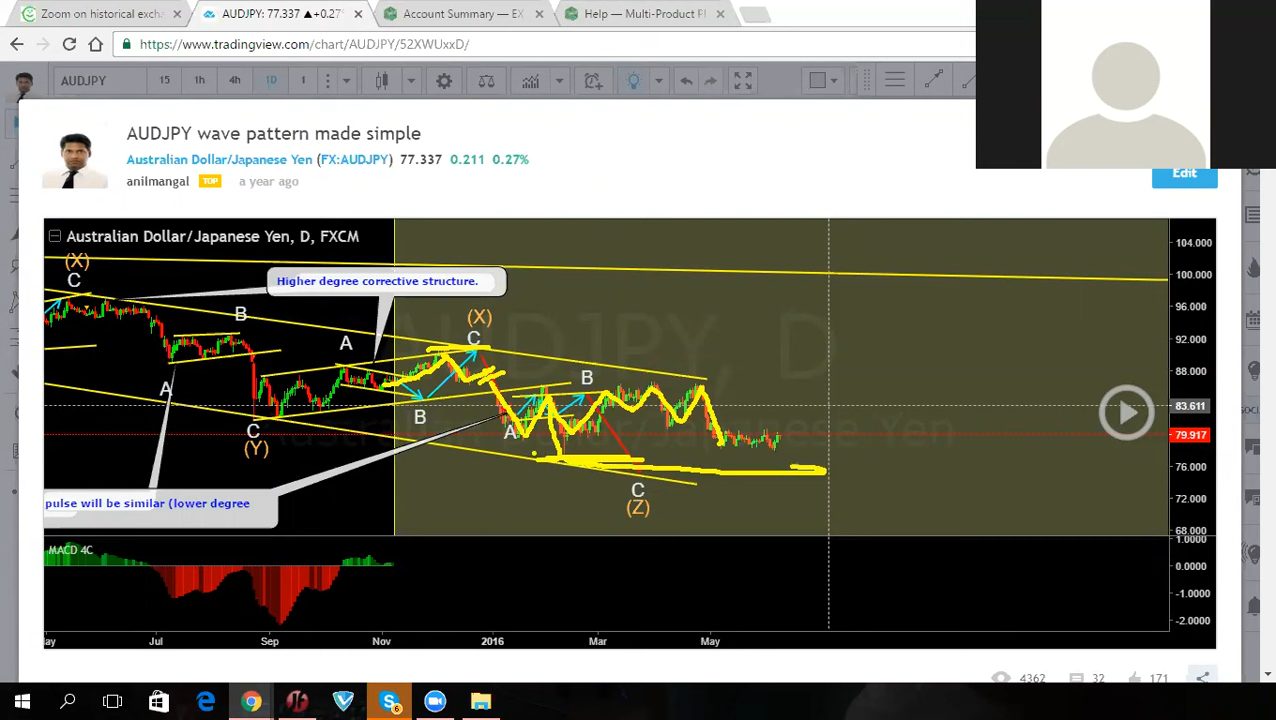 Zoom on historical excha
AUDJPY: 77.337 ▲+0.27%
Account Summary — EX
Help — Multi-Product Pl
https://www.tradingview.com/chart/AUDJPY/52XWUxxD/
AUDJPY 15 1h 4h 1D 1
AUDJPY wave pattern made simple
Australian Dollar/Japanese Yen (FX:AUDJPY) 77.337 0.211 0.27%
anilmangal TOP a year ago
Edit
Australian Dollar/Japanese Yen, D, FXCM
104.000
(X)
C
Higher degree corrective structure.
100.000
96.000
B
(X)
C
92.000
A
88.000
B
A
B
83.611
C
(Y)
A
79.917
76.000
C
(Z)
pulse will be similar (lower degree
72.000
68.000
MACD 4C
1.0000
0.0000
-1.0000
-2.0000
Jul Sep Nov 2016 Mar May
4362 32 171
6